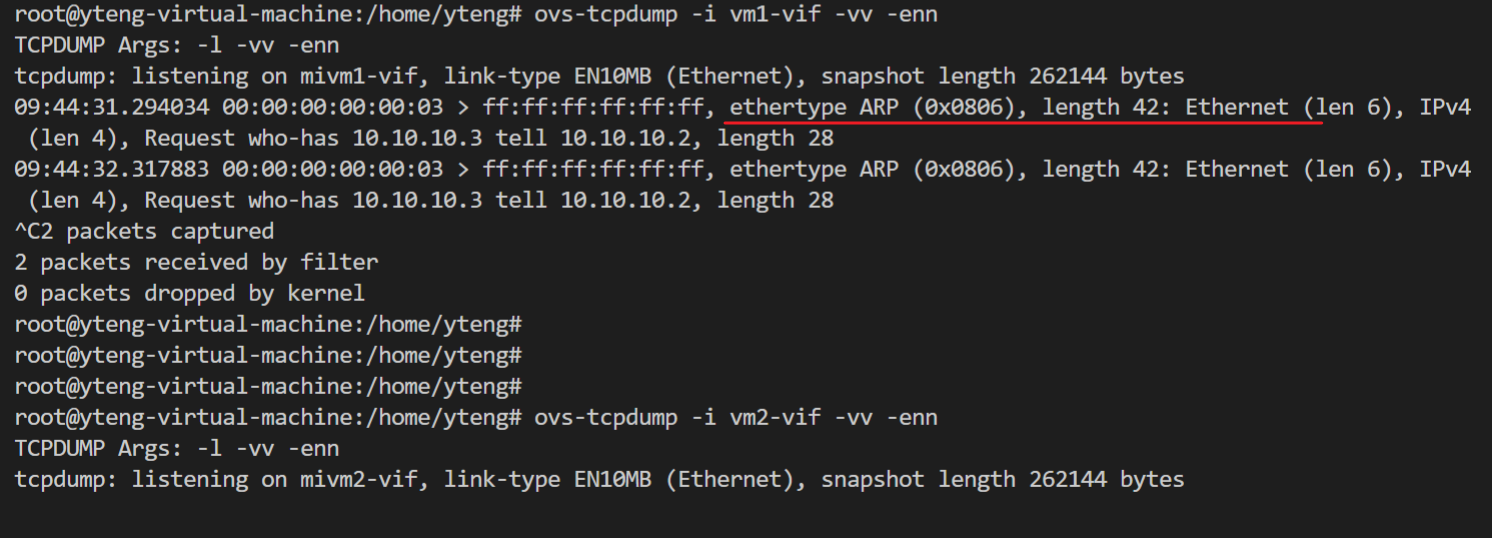 root@yteng-virtual-machine:/home/yteng# ovs-tcpdump -i vm1-vif -vv -enn
TCPDUMP Args: -l -vv -enn
tcpdump: listening on mivm1-vif, link-type EN10MB (Ethernet), snapshot length 262144 bytes
09:44:31.294034 00:00:00:00:00:03 > ff:ff:ff:ff:ff:ff, ethertype ARP (0x0806), length 42: Ethernet (len 6), IPv4
 (len 4), Request who-has 10.10.10.3 tell 10.10.10.2, length 28
09:44:32.317883 00:00:00:00:00:03 > ff:ff:ff:ff:ff:ff, ethertype ARP (0x0806), length 42: Ethernet (len 6), IPv4
 (len 4), Request who-has 10.10.10.3 tell 10.10.10.2, length 28
^C2 packets captured
2 packets received by filter
0 packets dropped by kernel
root@yteng-virtual-machine:/home/yteng#
root@yteng-virtual-machine:/home/yteng#
root@yteng-virtual-machine:/home/yteng#
root@yteng-virtual-machine:/home/yteng# ovs-tcpdump -i vm2-vif -vv -enn
TCPDUMP Args: -l -vv -enn
tcpdump: listening on mivm2-vif, link-type EN10MB (Ethernet), snapshot length 262144 bytes